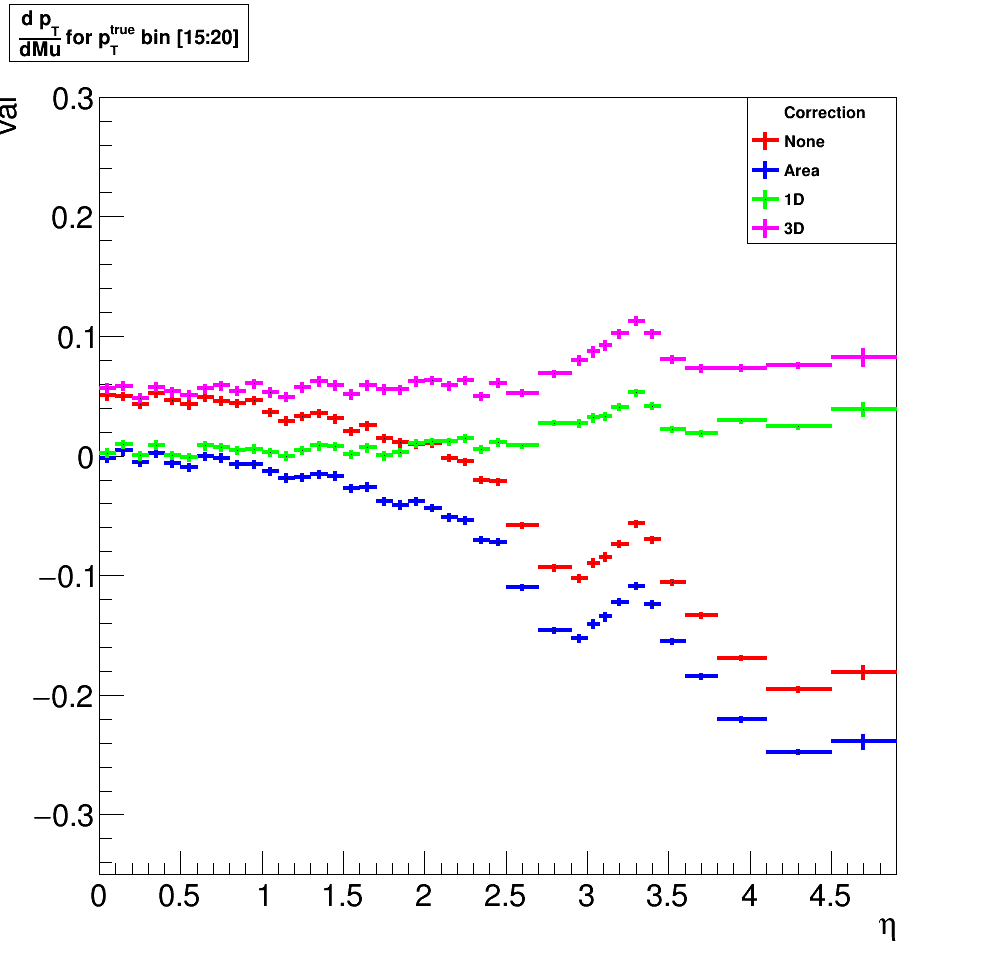 d p_T
dMu
for p_T^true bin [15:20]
val
0.3
0.2
0.1
0
−0.1
−0.2
−0.3
Correction
None
Area
1D
3D
0 0.5 1 1.5 2 2.5 3 3.5 4 4.5
η